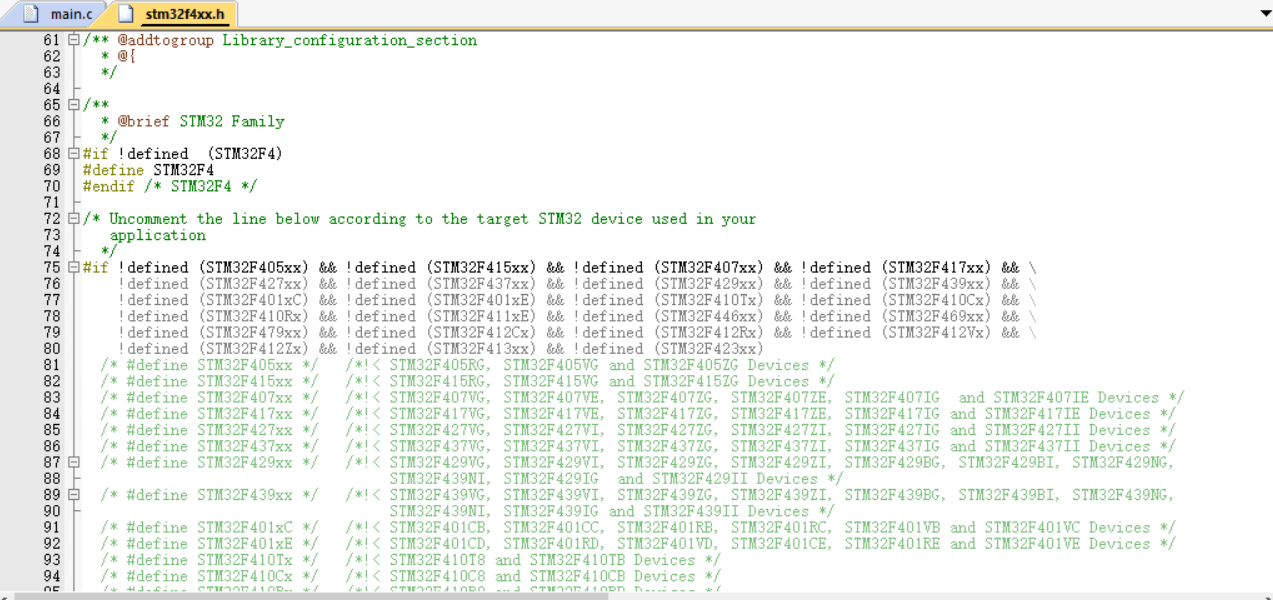 main.c stm32f4xx.h
61 /** @addtogroup Library_configuration_section
62 * @{
63 */
64
65 /**
66 * @brief STM32 Family
67 */
68 #if !defined  (STM32F4)
69 #define STM32F4
70 #endif /* STM32F4 */
71
72 /* Uncomment the line below according to the target STM32 device used in your
73 application
74 */
75 #if !defined (STM32F405xx) && !defined (STM32F415xx) && !defined (STM32F407xx) && !defined (STM32F417xx) && \
76 !defined (STM32F427xx) && !defined (STM32F437xx) && !defined (STM32F429xx) && !defined (STM32F439xx) && \
77 !defined (STM32F401xC) && !defined (STM32F401xE) && !defined (STM32F410Tx) && !defined (STM32F410Cx) && \
78 !defined (STM32F410Rx) && !defined (STM32F411xE) && !defined (STM32F446xx) && !defined (STM32F469xx) && \
79 !defined (STM32F479xx) && !defined (STM32F412Cx) && !defined (STM32F412Rx) && !defined (STM32F412Vx) && \
80 !defined (STM32F412Zx) && !defined (STM32F413xx) && !defined (STM32F423xx)
81 /* #define STM32F405xx */ /*!< STM32F405RG, STM32F405VG and STM32F405ZG Devices */
82 /* #define STM32F415xx */ /*!< STM32F415RG, STM32F415VG and STM32F415ZG Devices */
83 /* #define STM32F407xx */ /*!< STM32F407VG, STM32F407VE, STM32F407ZG, STM32F407ZE, STM32F407IG  and STM32F407IE Devices */
84 /* #define STM32F417xx */ /*!< STM32F417VG, STM32F417VE, STM32F417ZG, STM32F417ZE, STM32F417IG and STM32F417IE Devices */
85 /* #define STM32F427xx */ /*!< STM32F427VG, STM32F427VI, STM32F427ZG, STM32F427ZI, STM32F427IG and STM32F427II Devices */
86 /* #define STM32F437xx */ /*!< STM32F437VG, STM32F437VI, STM32F437ZG, STM32F437ZI, STM32F437IG and STM32F437II Devices */
87 /* #define STM32F429xx */ /*!< STM32F429VG, STM32F429VI, STM32F429ZG, STM32F429ZI, STM32F429BG, STM32F429BI, STM32F429NG,
88 STM32F439NI, STM32F429IG  and STM32F429II Devices */
89 /* #define STM32F439xx */ /*!< STM32F439VG, STM32F439VI, STM32F439ZG, STM32F439ZI, STM32F439BG, STM32F439BI, STM32F439NG,
90 STM32F439NI, STM32F439IG and STM32F439II Devices */
91 /* #define STM32F401xC */ /*!< STM32F401CB, STM32F401CC, STM32F401RB, STM32F401RC, STM32F401VB and STM32F401VC Devices */
92 /* #define STM32F401xE */ /*!< STM32F401CD, STM32F401RD, STM32F401VD, STM32F401CE, STM32F401RE and STM32F401VE Devices */
93 /* #define STM32F410Tx */ /*!< STM32F410T8 and STM32F410TB Devices */
94 /* #define STM32F410Cx */ /*!< STM32F410C8 and STM32F410CB Devices */